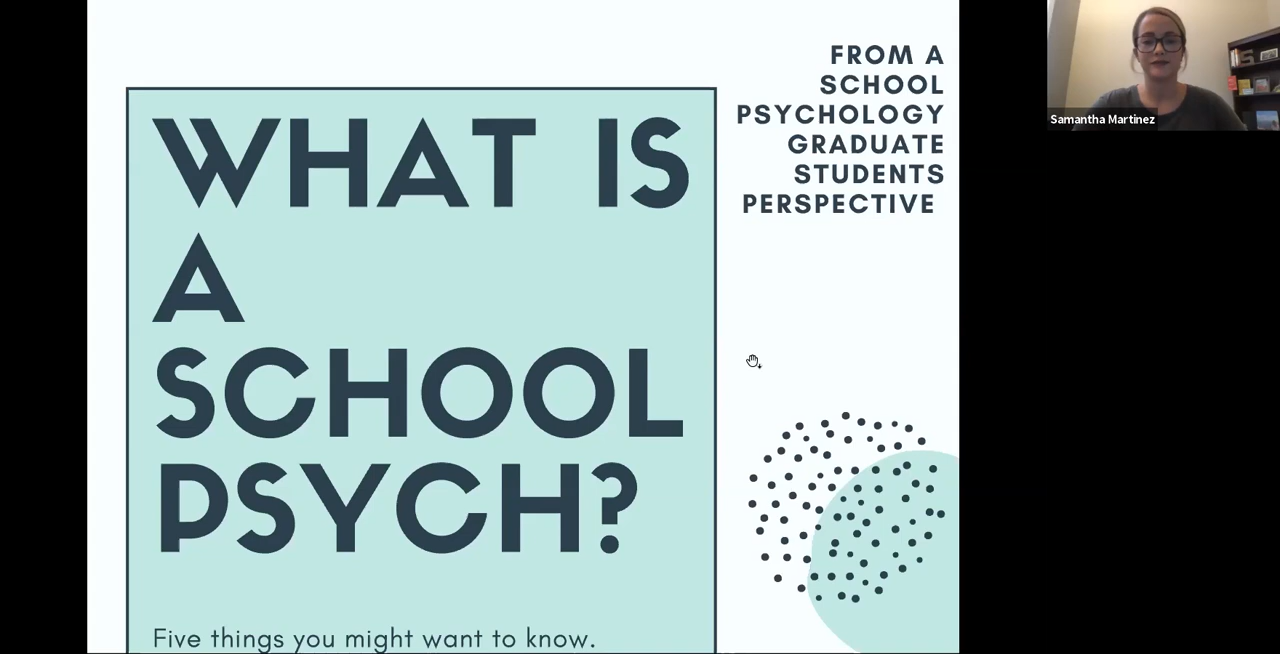 WHAT IS
A
SCHOOL
PSYCH?
Five things you might want to know.
FROM A
SCHOOL
PSYCHOLOGY
GRADUATE
STUDENTS
PERSPECTIVE
Samantha Martinez